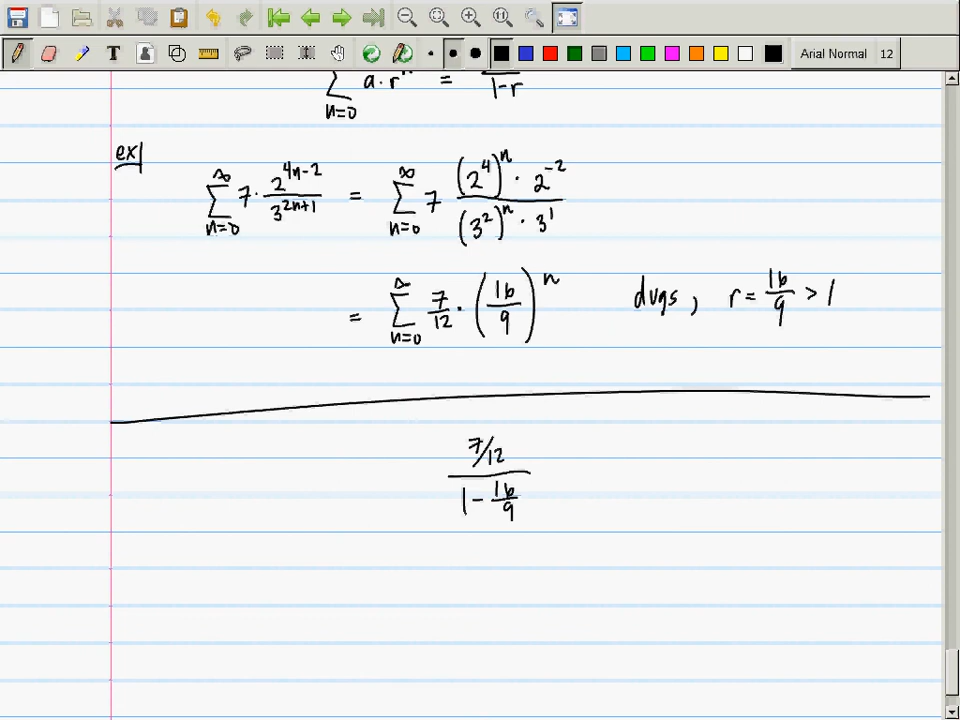 Arial Normal 12
∑ n=0 a·rⁿ = 1-r
ex
∞ ∑ n=0 7· 2^(4n-2) / 3^(2n+1) = ∞ ∑ n=0 7 (2^4)^n · 2^-2 / (3^2)^n · 3^1
= ∞ ∑ n=0 7/12 · (16/9)^n dvgs, r = 16/9 > 1
7/12 / 1 - 16/9